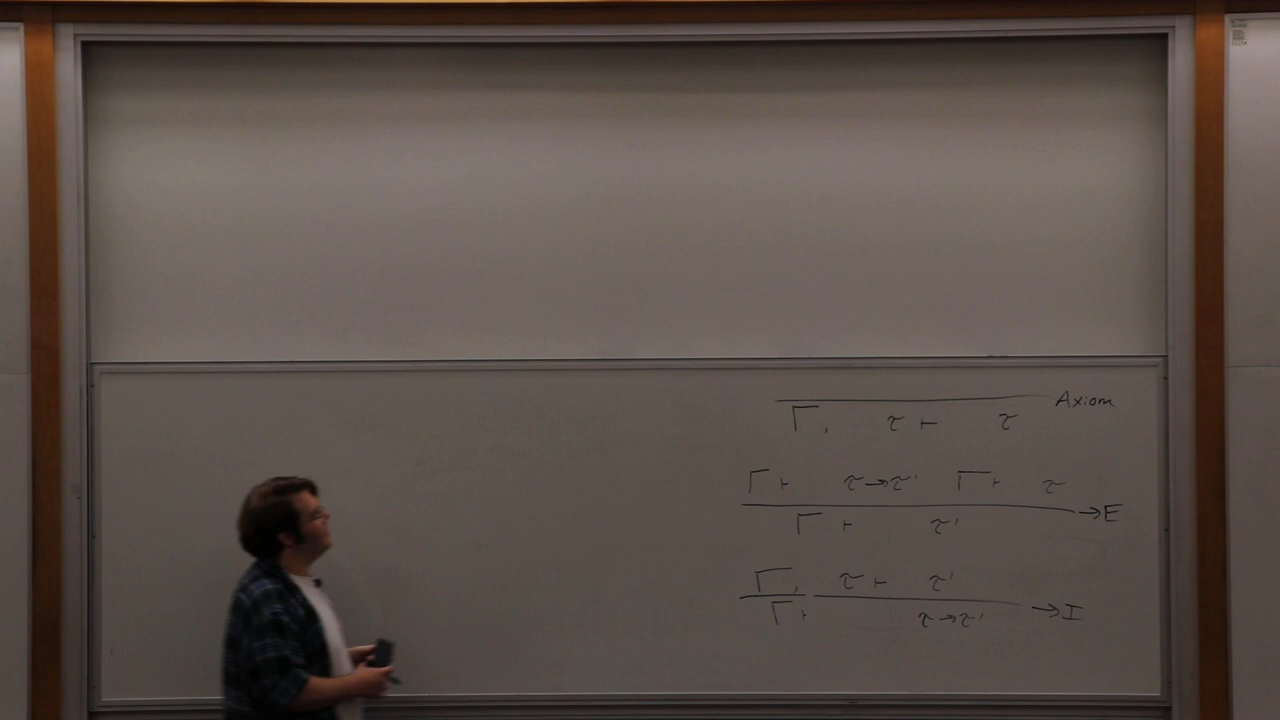 Axiom
Γ, τ ⊢ τ
Γ ⊢ τ→τ' Γ ⊢ τ
→E
Γ ⊢ τ'
Γ, τ ⊢ τ'
→I
Γ ⊢ τ→τ'